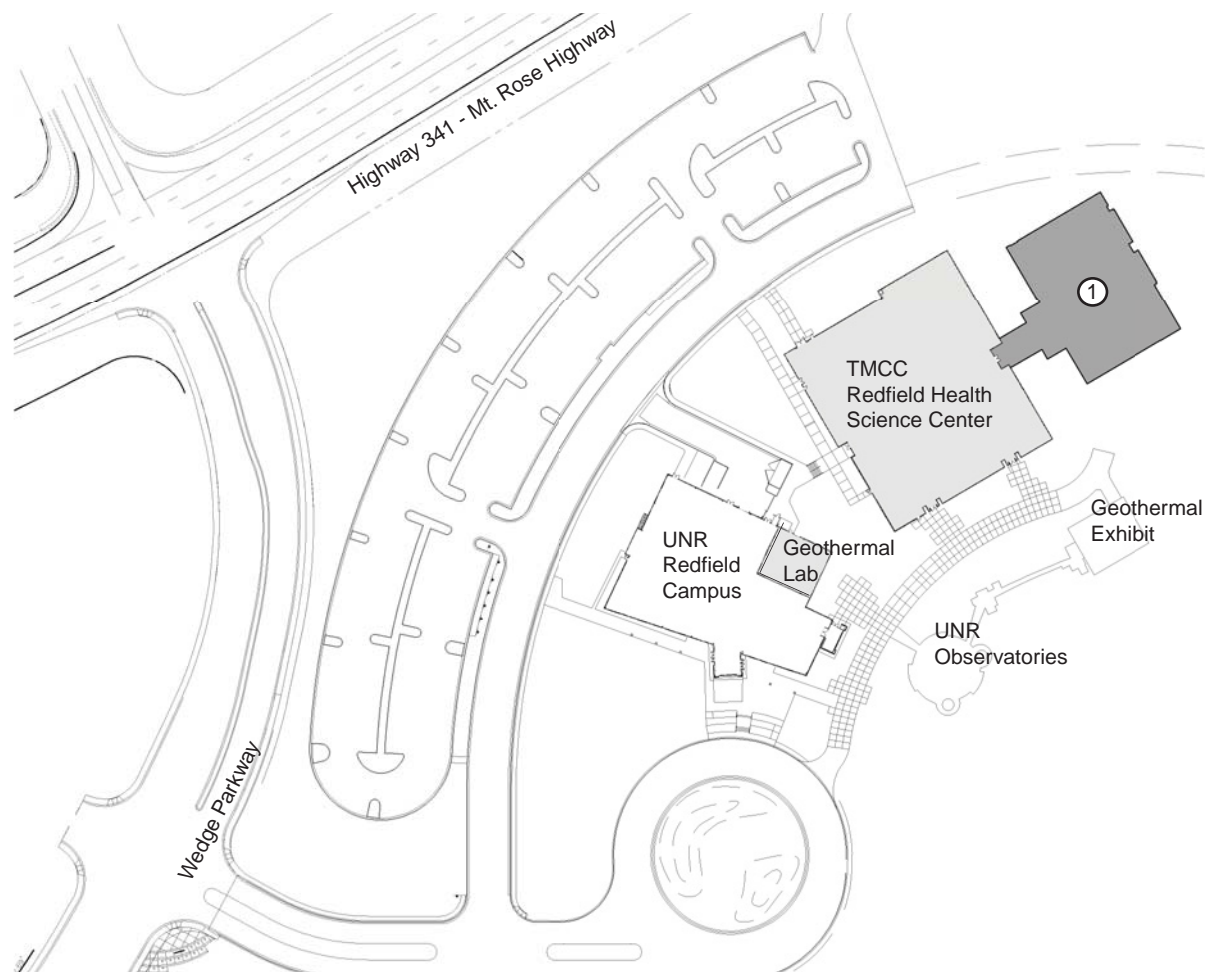 Highway 341 - Mt. Rose Highway
1
TMCC
Redfield Health
Science Center
Geothermal
Exhibit
UNR
Redfield
Campus
Geothermal
Lab
UNR
Observatories
Wedge Parkway